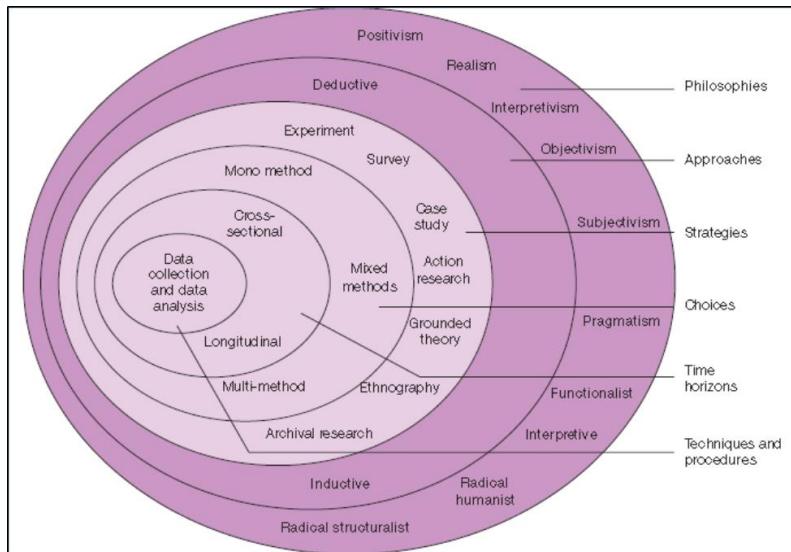 Positivism
Realism
Philosophies
Deductive
Interpretivism
Experiment
Objectivism
Approaches
Survey
Mono method
Case
study
Subjectivism
Strategies
Cross-
sectional
Data
collection
and data
analysis
Mixed
methods
Action
research
Choices
Grounded
theory
Pragmatism
Longitudinal
Time
horizons
Multi-method
Ethnography
Functionalist
Archival research
Interpretive
Techniques and
procedures
Inductive
Radical
humanist
Radical structuralist